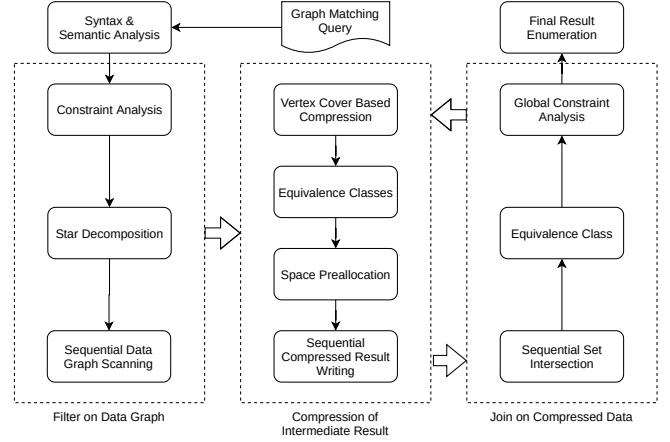 Syntax &
Semantic Analysis
Graph Matching
Query
Final Result
Enumeration
Constraint Analysis
Star Decomposition
Sequential Data
Graph Scanning
Filter on Data Graph
Vertex Cover Based
Compression
Equivalence Classes
Space Preallocation
Sequential
Compressed Result
Writing
Compression of
Intermediate Result
Global Constraint
Analysis
Equivalence Class
Sequential Set
Intersection
Join on Compressed Data